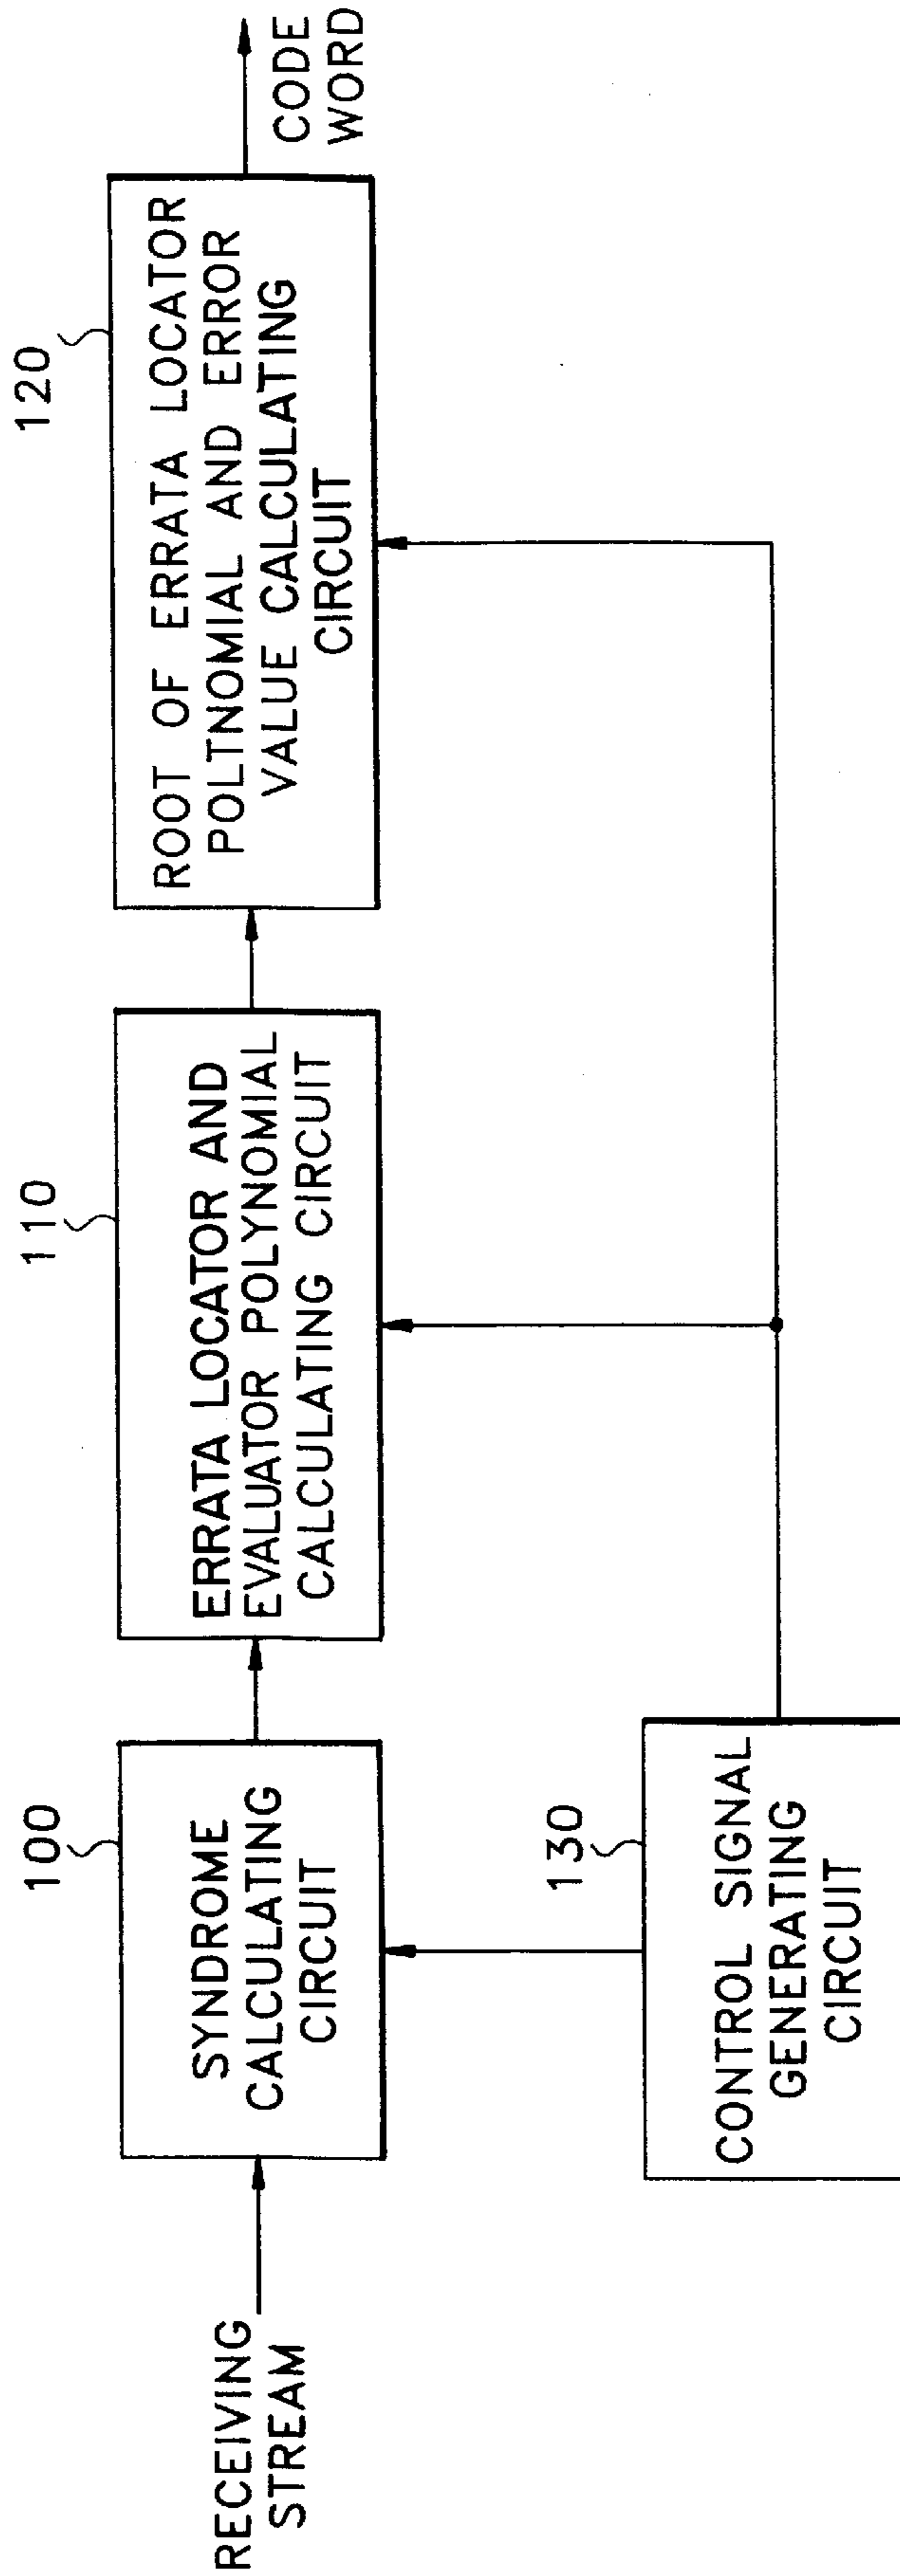 RECEIVING
STREAM
100
SYNDROME
CALCULATING
CIRCUIT
110
ERRATA LOCATOR AND
EVALUATOR POLYNOMIAL
CALCULATING CIRCUIT
120
ROOT OF ERRATA LOCATOR
POLTNOMIAL AND ERROR
VALUE CALCULATING
CIRCUIT
CODE
WORD
130
CONTROL SIGNAL
GENERATING
CIRCUIT